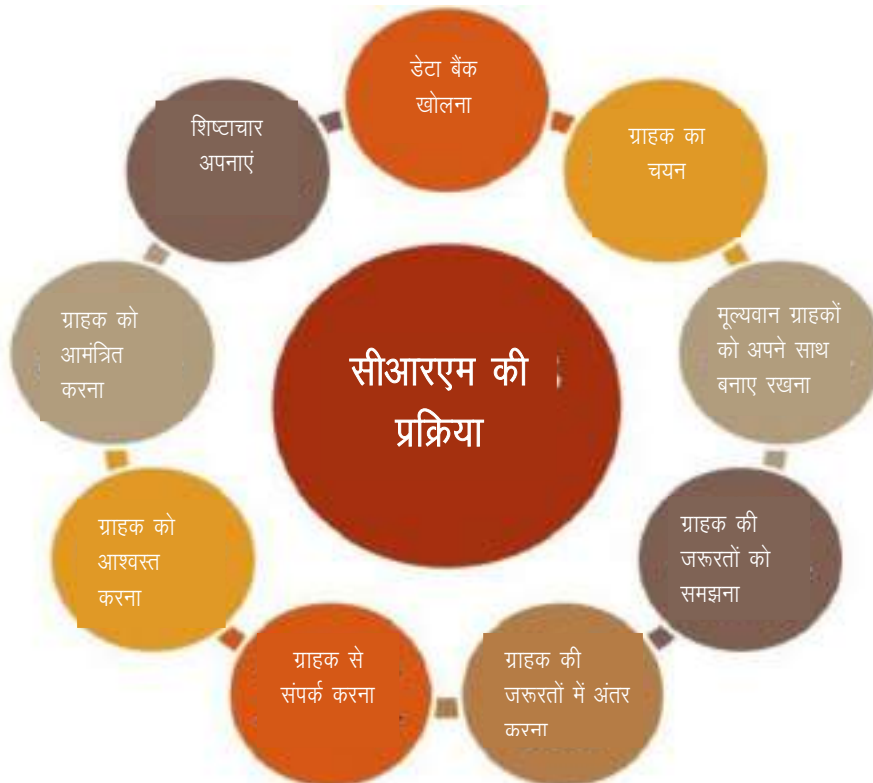 डेटा बैंक
खोलना
ग्राहक का
चयन
मूल्यवान ग्राहकों
को अपने साथ
बनाए रखना
ग्राहक की
जरूरतों को
समझना
ग्राहक की
जरूरतों में अंतर
करना
ग्राहक से
संपर्क करना
ग्राहक को
आश्वस्त
करना
ग्राहक को
आमंत्रित
करना
शिष्टाचार
अपनाएं
सीआरएम की
प्रक्रिया